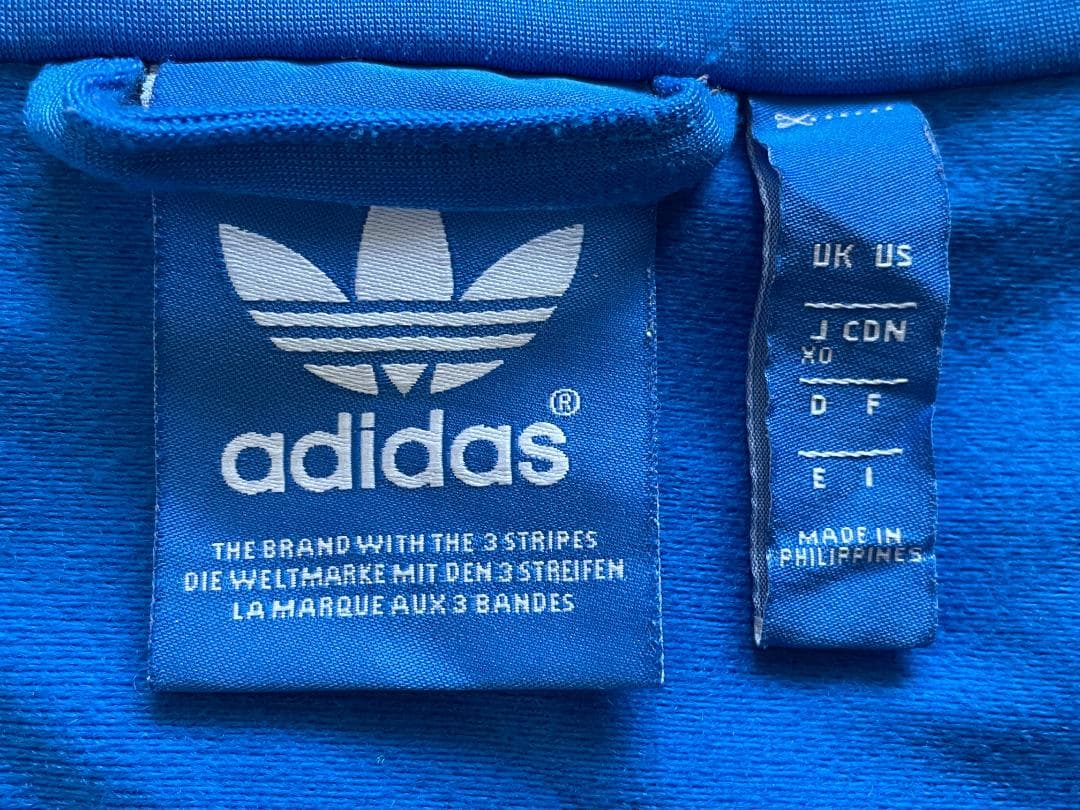 adidas®
THE BRAND WITH THE 3 STRIPES
DIE WELTMARKE MIT DEN 3 STREIFEN
LA MARQUE AUX 3 BANDES
UK US
J CDN
XO
D F
E I
MADE IN
PHILIPPINES